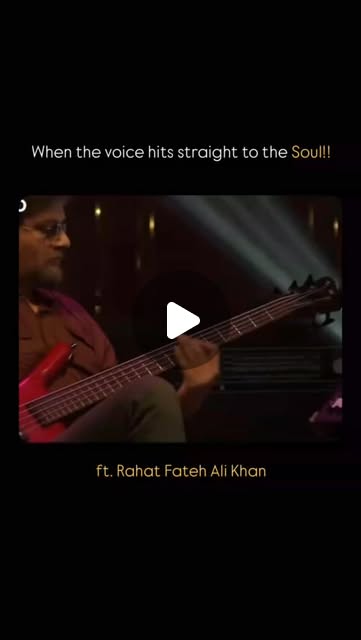 When the voice hits straight to the Soul!!
ft. Rahat Fateh Ali Khan